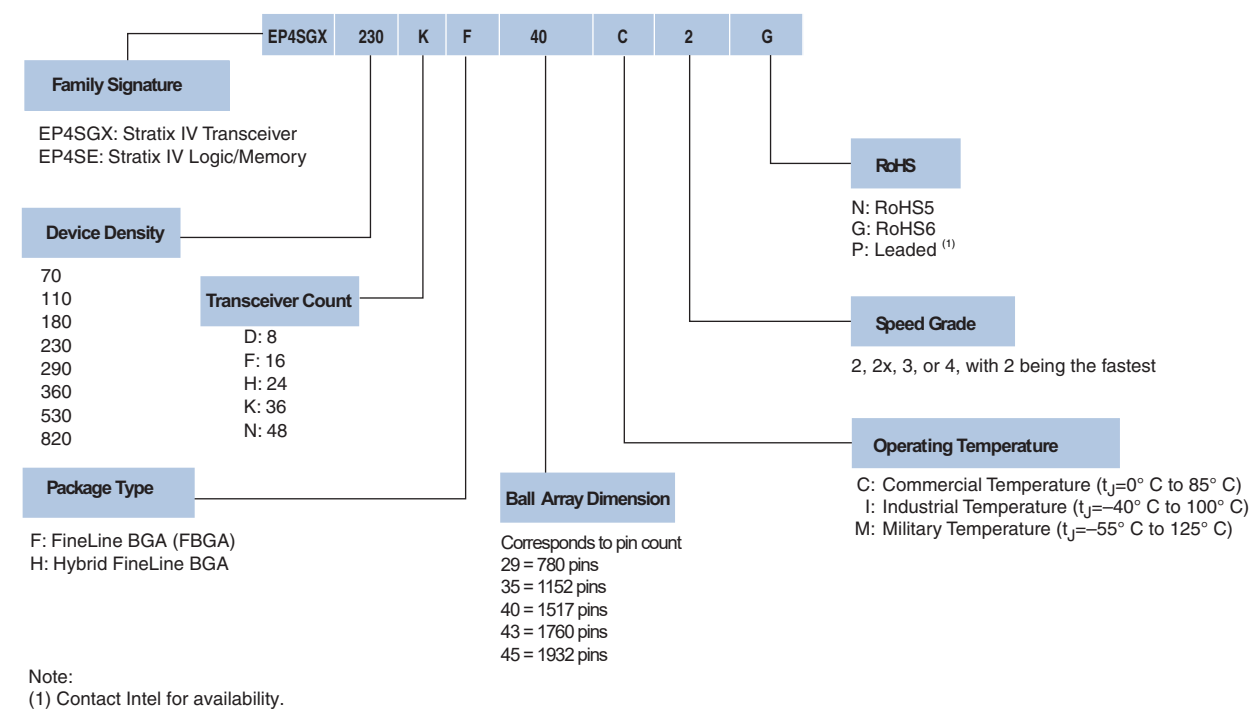 EP4SGX 230 K F 40 C 2 G
Family Signature
EP4SGX: Stratix IV Transceiver
EP4SE: Stratix IV Logic/Memory
Device Density
70
110
180
230
290
360
530
820
Transceiver Count
D: 8
F: 16
H: 24
K: 36
N: 48
Package Type
F: FineLine BGA (FBGA)
H: Hybrid FineLine BGA
Ball Array Dimension
Corresponds to pin count
29 = 780 pins
35 = 1152 pins
40 = 1517 pins
43 = 1760 pins
45 = 1932 pins
RoHS
N: RoHS5
G: RoHS6
P: Leaded (1)
Speed Grade
2, 2x, 3, or 4, with 2 being the fastest
Operating Temperature
C: Commercial Temperature (tJ=0° C to 85° C)
I: Industrial Temperature (tJ=–40° C to 100° C)
M: Military Temperature (tJ=–55° C to 125° C)
Note:
(1) Contact Intel for availability.